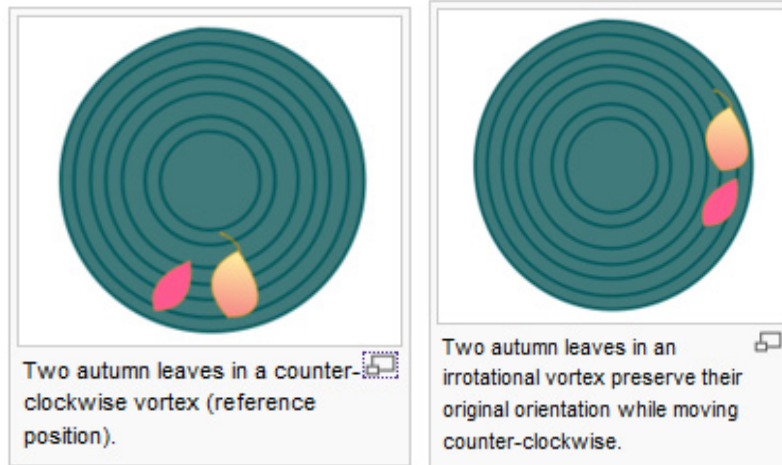 Two autumn leaves in a counter-
clockwise vortex (reference
position).
Two autumn leaves in an
irrotational vortex preserve their
original orientation while moving
counter-clockwise.